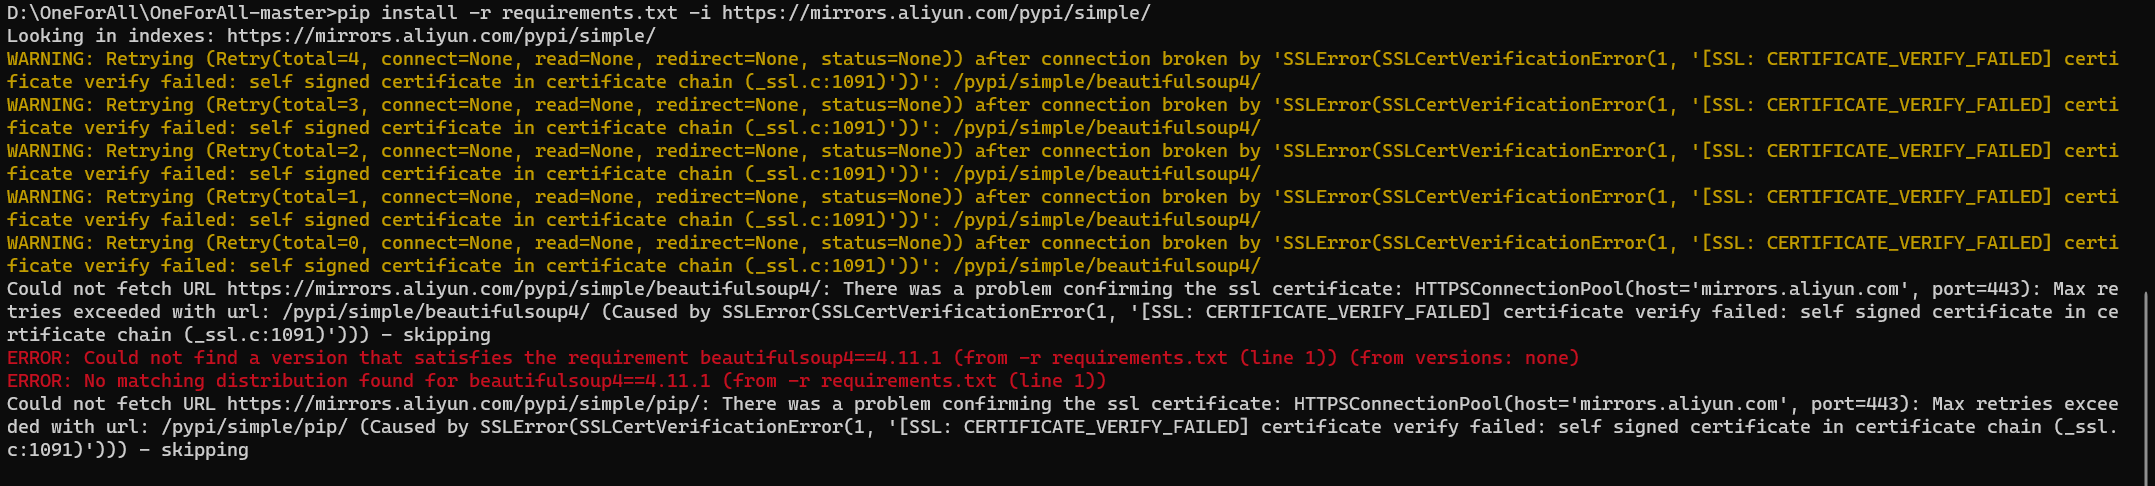 D:\OneForAll\OneForAll-master>pip install -r requirements.txt -i https://mirrors.aliyun.com/pypi/simple/
Looking in indexes: https://mirrors.aliyun.com/pypi/simple/
WARNING: Retrying (Retry(total=4, connect=None, read=None, redirect=None, status=None)) after connection broken by 'SSLError(SSLCertVerificationError(1, '[SSL: CERTIFICATE_VERIFY_FAILED] certi
ficate verify failed: self signed certificate in certificate chain (_ssl.c:1091)'))': /pypi/simple/beautifulsoup4/
WARNING: Retrying (Retry(total=3, connect=None, read=None, redirect=None, status=None)) after connection broken by 'SSLError(SSLCertVerificationError(1, '[SSL: CERTIFICATE_VERIFY_FAILED] certi
ficate verify failed: self signed certificate in certificate chain (_ssl.c:1091)'))': /pypi/simple/beautifulsoup4/
WARNING: Retrying (Retry(total=2, connect=None, read=None, redirect=None, status=None)) after connection broken by 'SSLError(SSLCertVerificationError(1, '[SSL: CERTIFICATE_VERIFY_FAILED] certi
ficate verify failed: self signed certificate in certificate chain (_ssl.c:1091)'))': /pypi/simple/beautifulsoup4/
WARNING: Retrying (Retry(total=1, connect=None, read=None, redirect=None, status=None)) after connection broken by 'SSLError(SSLCertVerificationError(1, '[SSL: CERTIFICATE_VERIFY_FAILED] certi
ficate verify failed: self signed certificate in certificate chain (_ssl.c:1091)'))': /pypi/simple/beautifulsoup4/
WARNING: Retrying (Retry(total=0, connect=None, read=None, redirect=None, status=None)) after connection broken by 'SSLError(SSLCertVerificationError(1, '[SSL: CERTIFICATE_VERIFY_FAILED] certi
ficate verify failed: self signed certificate in certificate chain (_ssl.c:1091)'))': /pypi/simple/beautifulsoup4/
Could not fetch URL https://mirrors.aliyun.com/pypi/simple/beautifulsoup4/: There was a problem confirming the ssl certificate: HTTPSConnectionPool(host='mirrors.aliyun.com', port=443): Max re
tries exceeded with url: /pypi/simple/beautifulsoup4/ (Caused by SSLError(SSLCertVerificationError(1, '[SSL: CERTIFICATE_VERIFY_FAILED] certificate verify failed: self signed certificate in ce
rtificate chain (_ssl.c:1091)'))) - skipping
ERROR: Could not find a version that satisfies the requirement beautifulsoup4==4.11.1 (from -r requirements.txt (line 1)) (from versions: none)
ERROR: No matching distribution found for beautifulsoup4==4.11.1 (from -r requirements.txt (line 1))
Could not fetch URL https://mirrors.aliyun.com/pypi/simple/pip/: There was a problem confirming the ssl certificate: HTTPSConnectionPool(host='mirrors.aliyun.com', port=443): Max retries excee
ded with url: /pypi/simple/pip/ (Caused by SSLError(SSLCertVerificationError(1, '[SSL: CERTIFICATE_VERIFY_FAILED] certificate verify failed: self signed certificate in certificate chain (_ssl.
c:1091)'))) - skipping